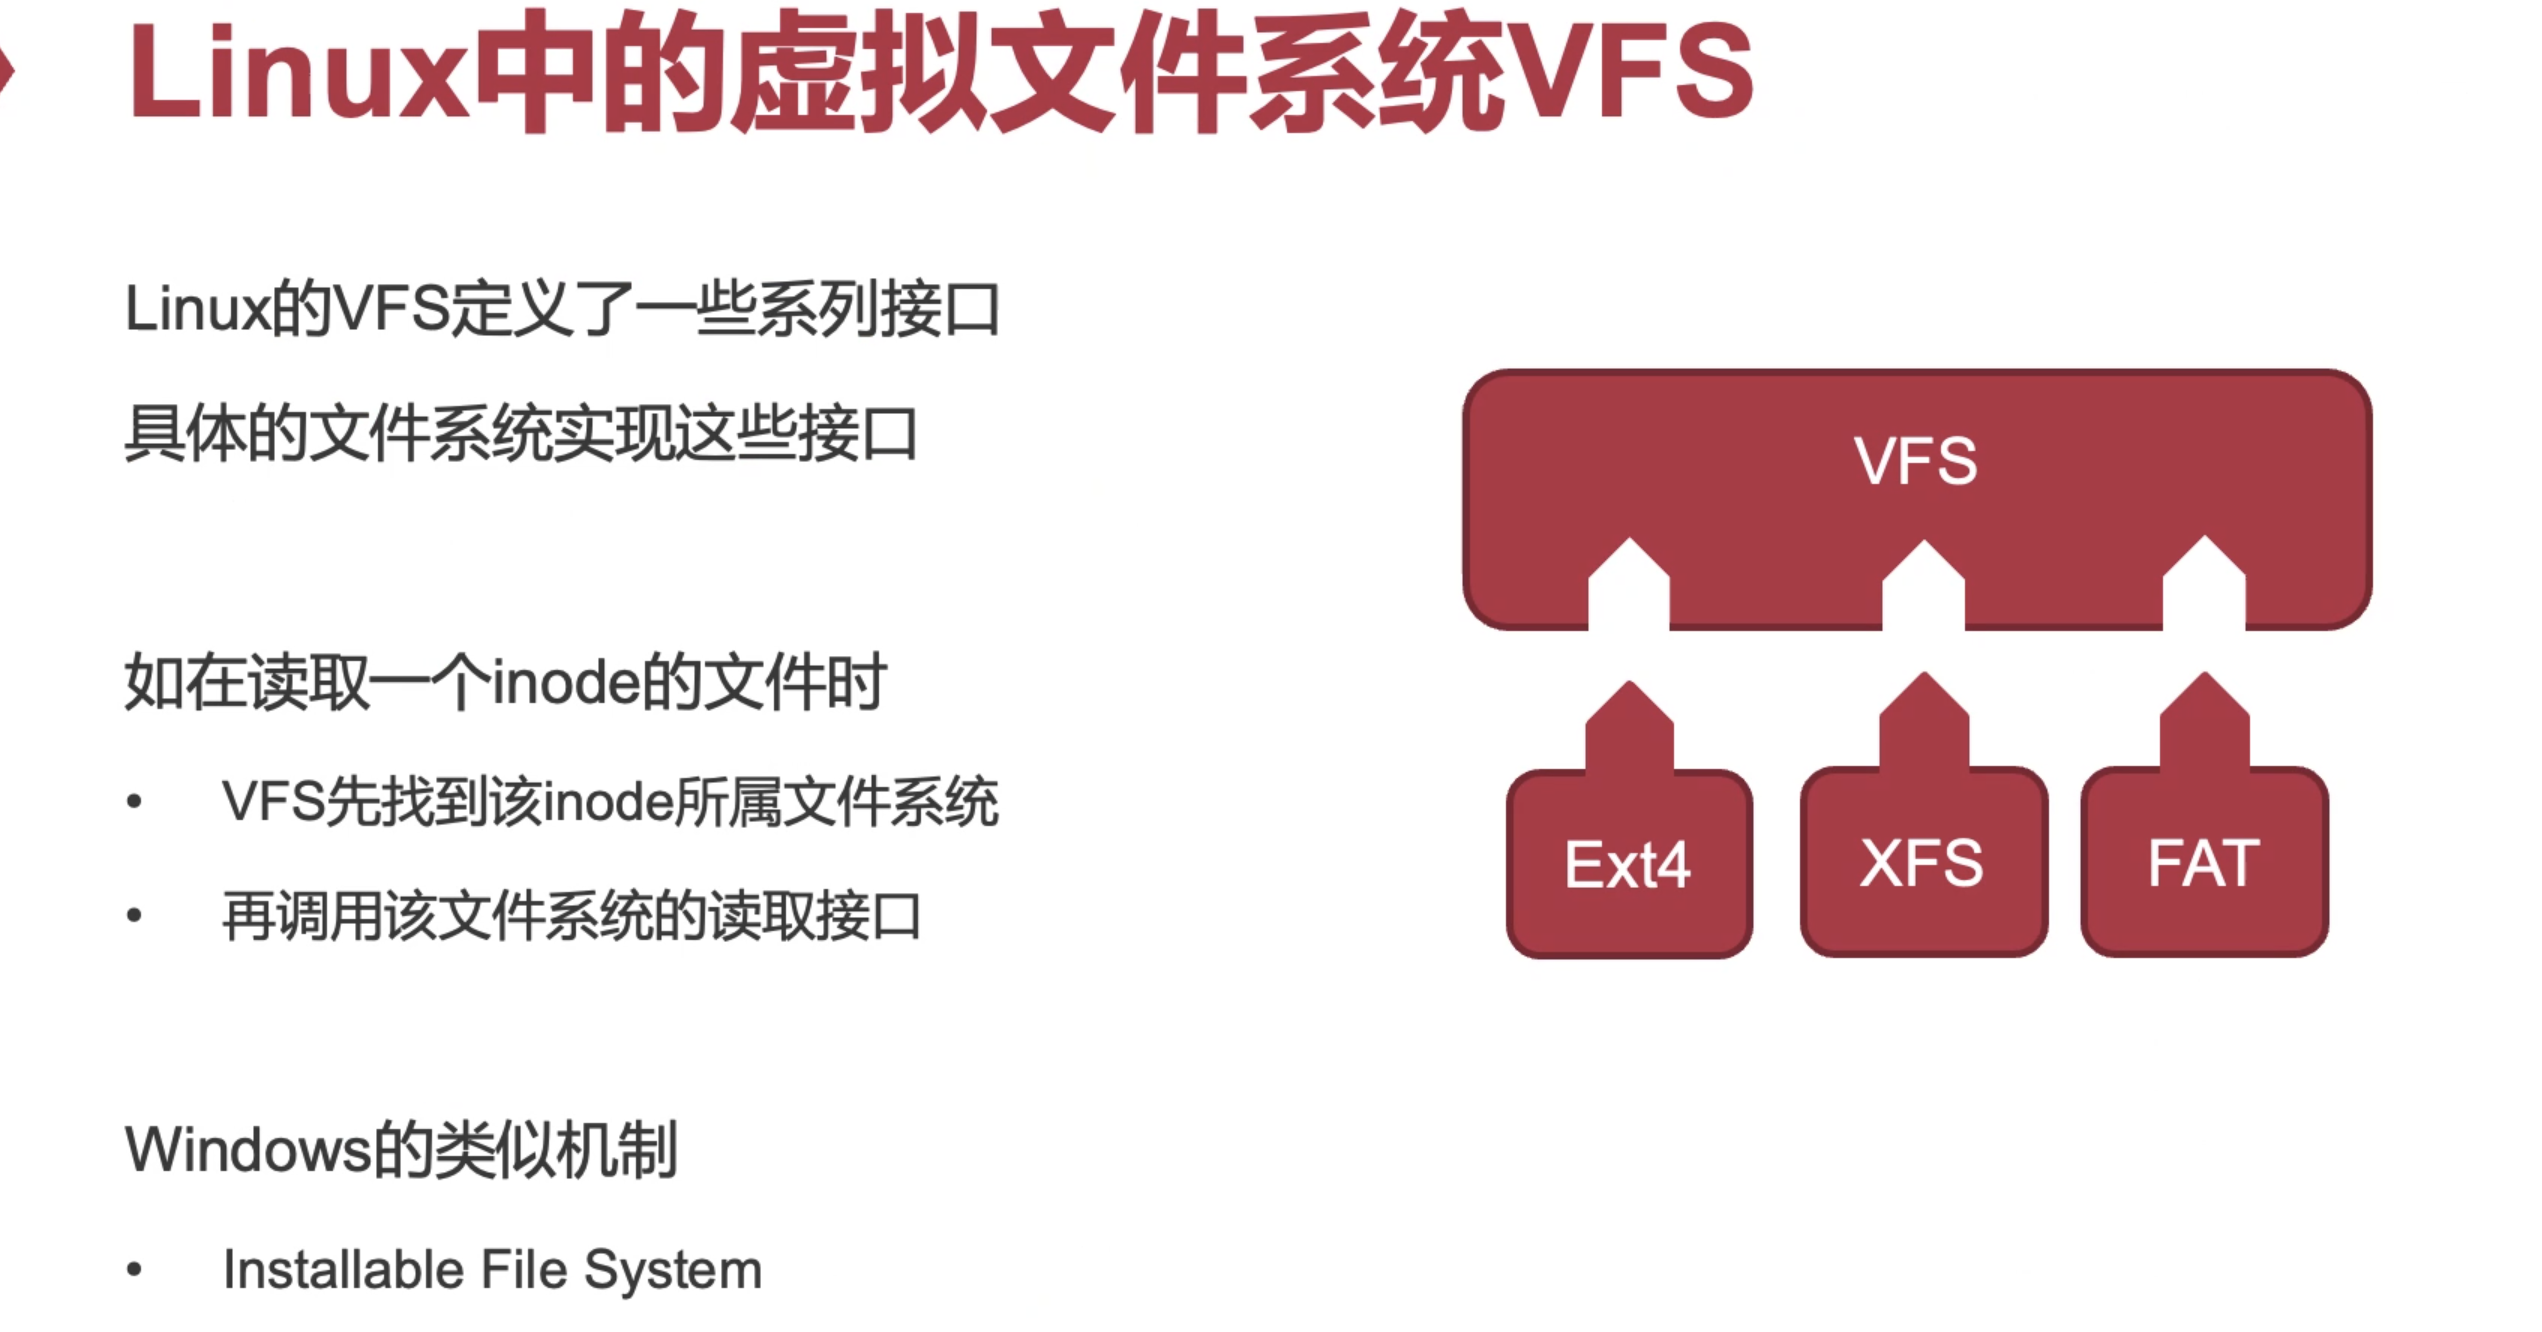 Linux中的虚拟文件系统VFS
Linux的VFS定义了一些系列接口
具体的文件系统实现这些接口
如在读取一个inode的文件时
• VFS先找到该inode所属文件系统
• 再调用该文件系统的读取接口
Windows的类似机制
• Installable File System
VFS
Ext4
XFS
FAT